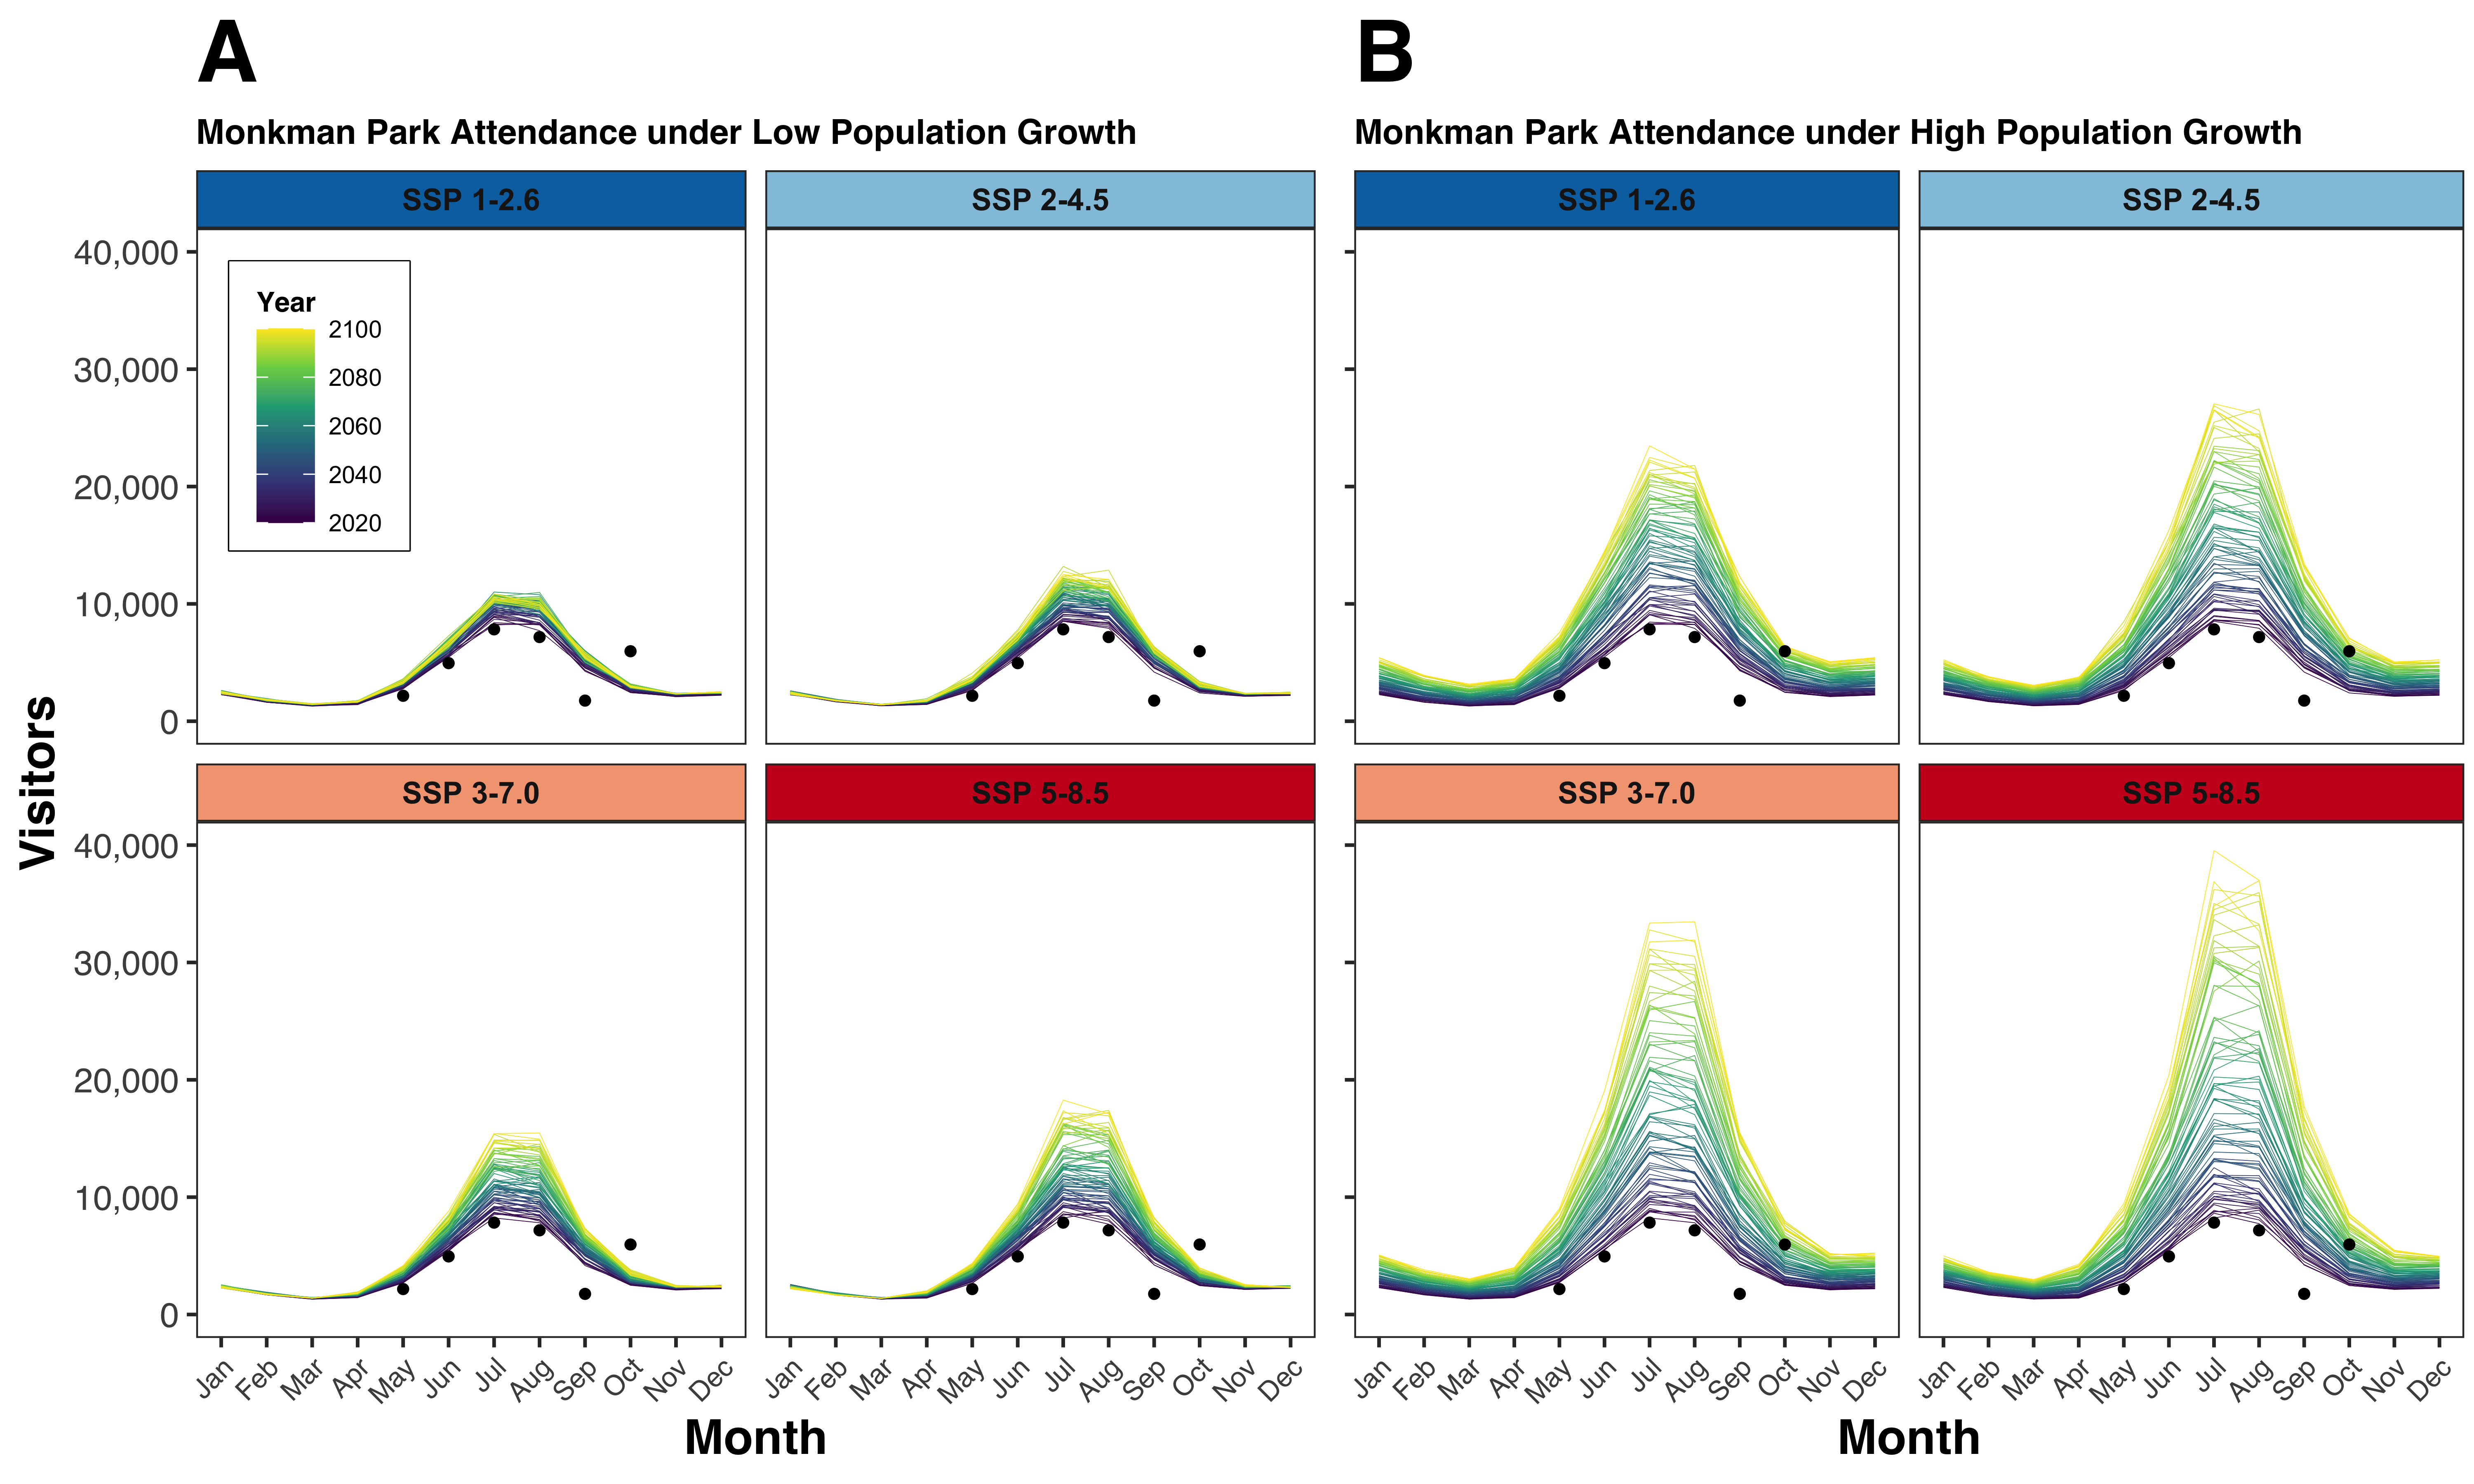 A
B
Monkman Park Attendance under Low Population Growth
Monkman Park Attendance under High Population Growth
SSP 1-2.6
SSP 2-4.5
SSP 1-2.6
SSP 2-4.5
40,000
30,000
20,000
10,000
0
Year
2100
2080
2060
2040
2020
Visitors
SSP 3-7.0
SSP 5-8.5
SSP 3-7.0
SSP 5-8.5
40,000
30,000
20,000
10,000
0
Jan Feb Mar Apr May Jun Jul Aug Sep Oct Nov Dec
Jan Feb Mar Apr May Jun Jul Aug Sep Oct Nov Dec
Jan Feb Mar Apr May Jun Jul Aug Sep Oct Nov Dec
Jan Feb Mar Apr May Jun Jul Aug Sep Oct Nov Dec
Month
Month